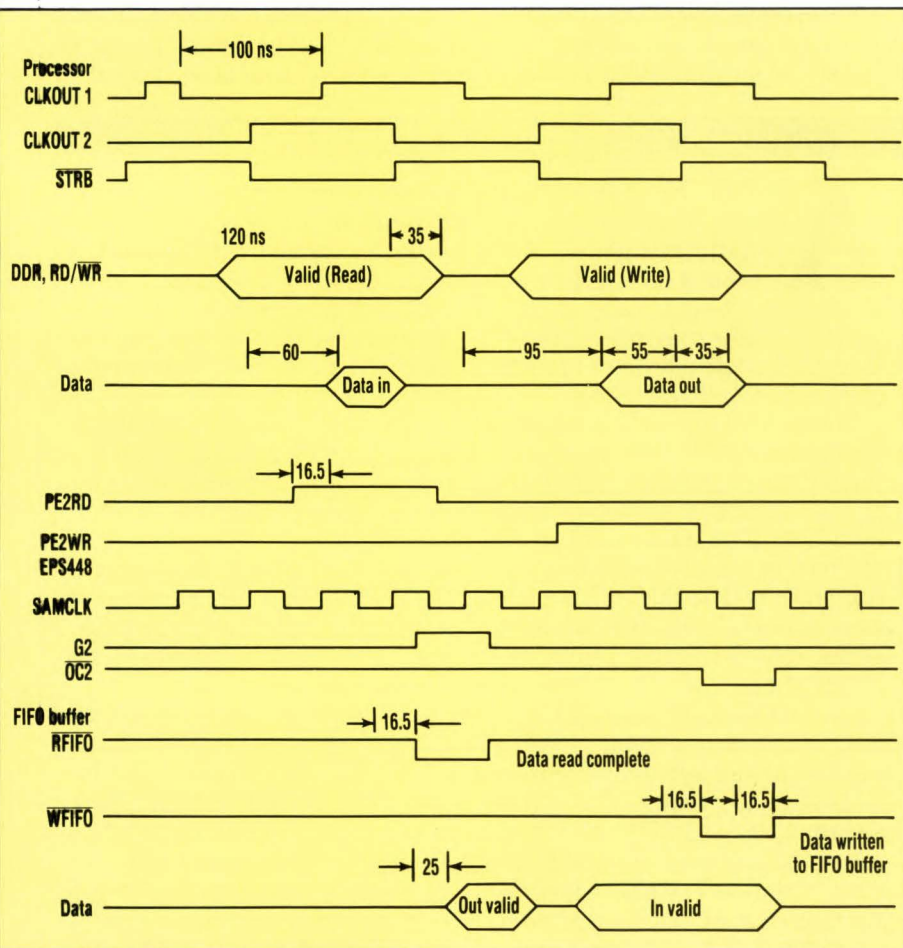 100 ns
Processor
CLKOUT 1
CLKOUT 2
STRB
120 ns
35
DDR, RD/WR
Valid (Read)
Valid (Write)
60
95
55
35
Data
Data in
Data out
16.5
PE2RD
PE2WR
EPS448
SAMCLK
G2
OC2
FIFO buffer
16.5
RFIFO
Data read complete
16.5
16.5
WFIFO
Data written
to FIFO buffer
25
Data
Out valid
In valid